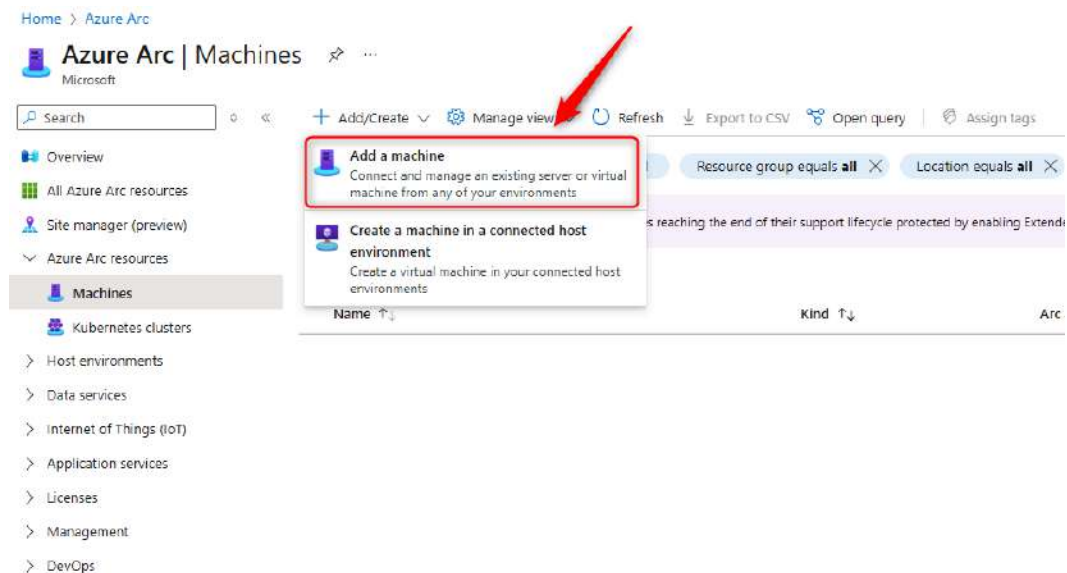 Home > Azure Arc
Azure Arc | Machines
Microsoft
Search
+ Add/Create Manage view Refresh Export to CSV Open query Assign tags
Overview
All Azure Arc resources
Site manager (preview)
Azure Arc resources
Machines
Kubernetes clusters
Host environments
Data services
Internet of Things (IoT)
Application services
Licenses
Management
DevOps
Add a machine
Connect and manage an existing server or virtual
machine from any of your environments
Create a machine in a connected host
environment
Create a virtual machine in your connected host
environments
Resource group equals all Location equals all
reaching the end of their support lifecycle protected by enabling Extende
Name Kind Arc